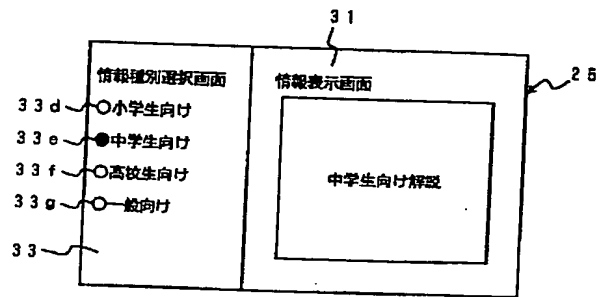 31
26
情報種別選択画面
情報表示画面
33d
○小学生向け
33e
●中学生向け
33f
○高校生向け
33g
○一般向け
33
中学生向け解説